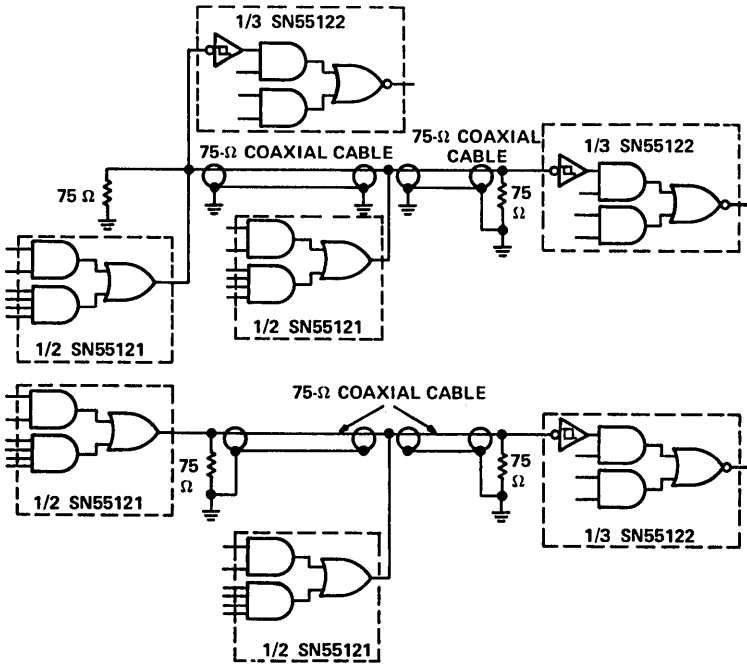 1/3 SN55122
75-Ω COAXIAL CABLE
75-Ω COAXIAL
CABLE
1/3 SN55122
75 Ω
75
Ω
1/2 SN55121
1/2 SN55121
75-Ω COAXIAL CABLE
75
Ω
75
Ω
1/2 SN55121
1/3 SN55122
1/2 SN55121